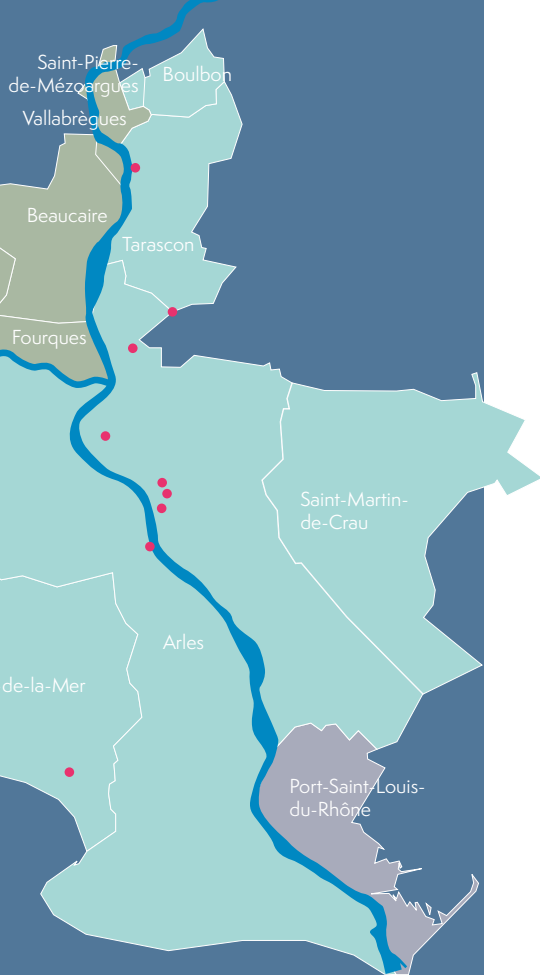 Saint-Pierre-
de-Mézoargues
Boulbon
Vallabrègues
Beaucaire
Tarascon
Fourques
Saint-Martin-
de-Crau
Arles
de-la-Mer
Port-Saint-Louis-
du-Rhône